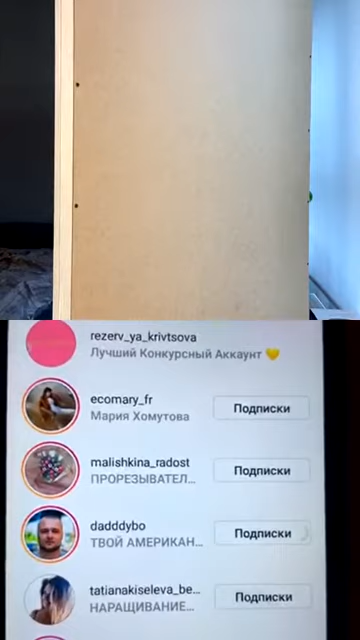 rezerv_ya_krivtsova
Лучший Конкурсный Аккаунт 💛
ecomary_fr
Мария Хомутова
Подписки
malishkina_radost
ПРОРЕЗЫВАТЕЛ...
Подписки
dadddybo
ТВОЙ АМЕРИКАН...
Подписки
tatianakiseleva_be...
НАРАЩИВАНИЕ...
Подписки